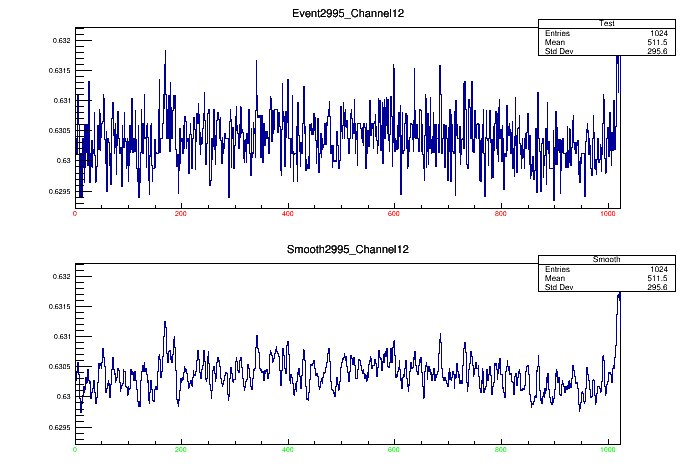 Event2995_Channel12
Test
Entries 1024
Mean 511.5
Std Dev 295.6
0.632
0.6315
0.631
0.6305
0.63
0.6295
0 200 400 600 800 1000
Smooth2995_Channel12
Smooth
Entries 1024
Mean 511.5
Std Dev 295.6
0.632
0.6315
0.631
0.6305
0.63
0.6295
0 200 400 600 800 1000